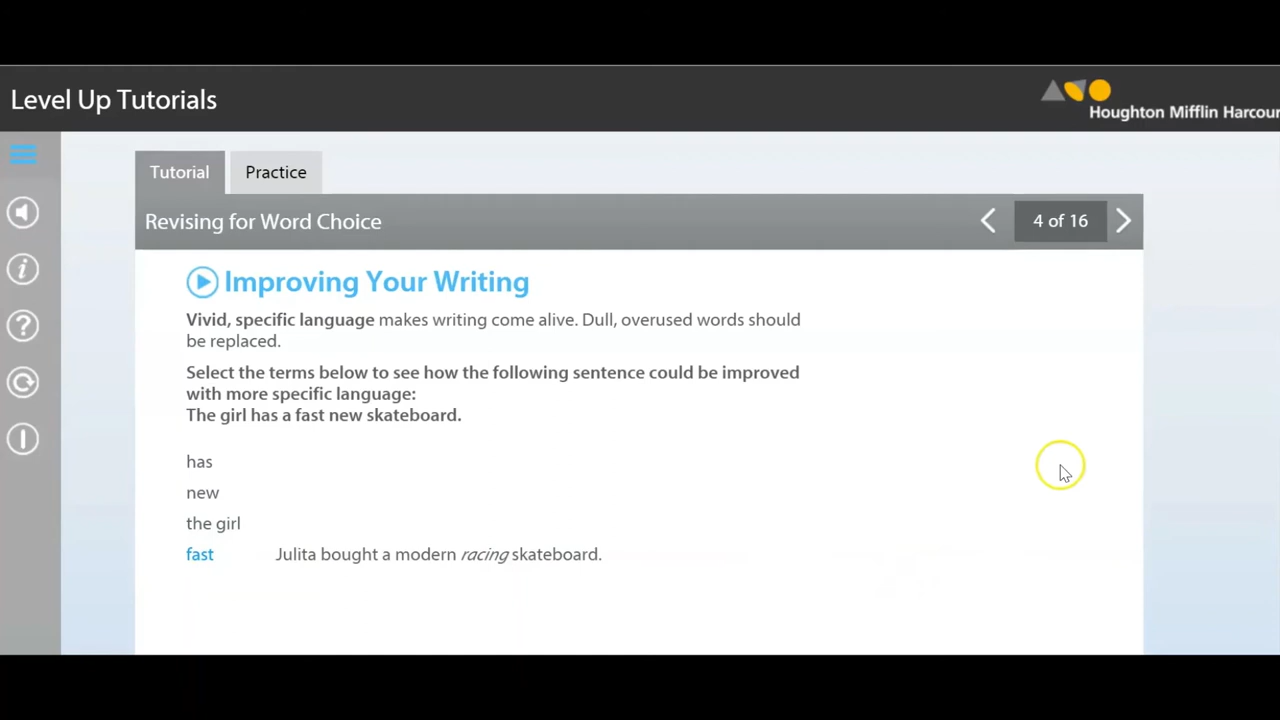 Level Up Tutorials
Houghton Mifflin Harcour
Tutorial
Practice
Revising for Word Choice
4 of 16
Improving Your Writing
Vivid, specific language makes writing come alive. Dull, overused words should
be replaced.
Select the terms below to see how the following sentence could be improved
with more specific language:
The girl has a fast new skateboard.
has
new
the girl
fast Julita bought a modern racing skateboard.